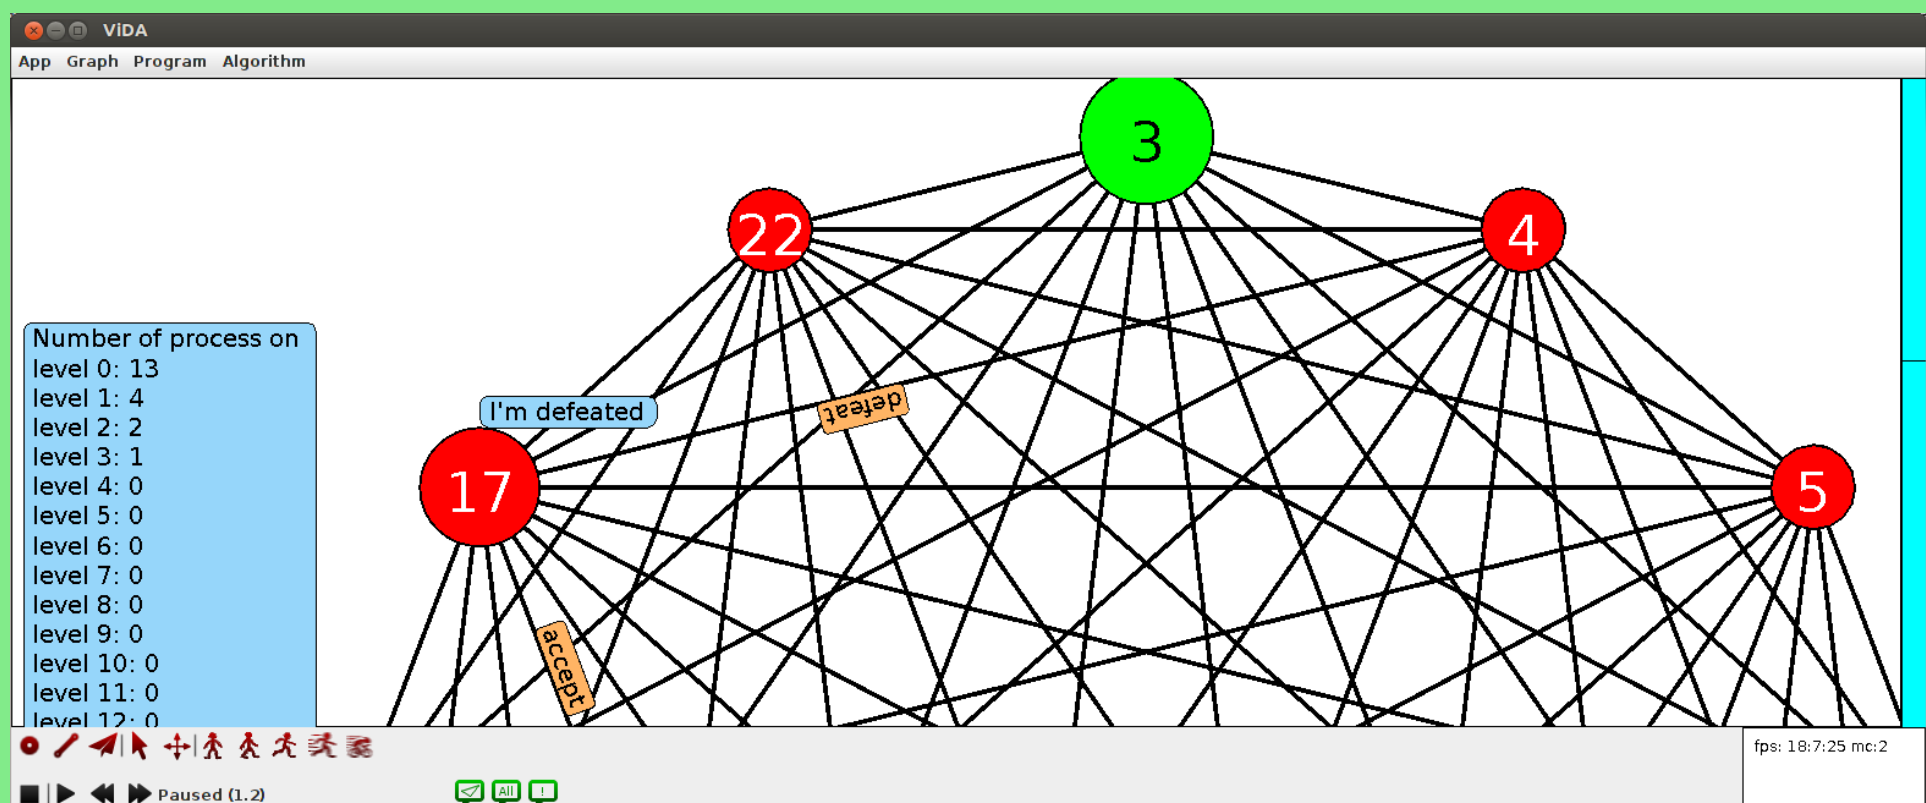 ViDA
App Graph Program Algorithm
3
22
4
Number of process on
level 0: 13
level 1: 4
level 2: 2
level 3: 1
level 4: 0
level 5: 0
level 6: 0
level 7: 0
level 8: 0
level 9: 0
level 10: 0
level 11: 0
level 12: 0
I'm defeated
defeat
17
5
accept
fps: 18:7:25 mc:2
Paused (1.2)
All
!